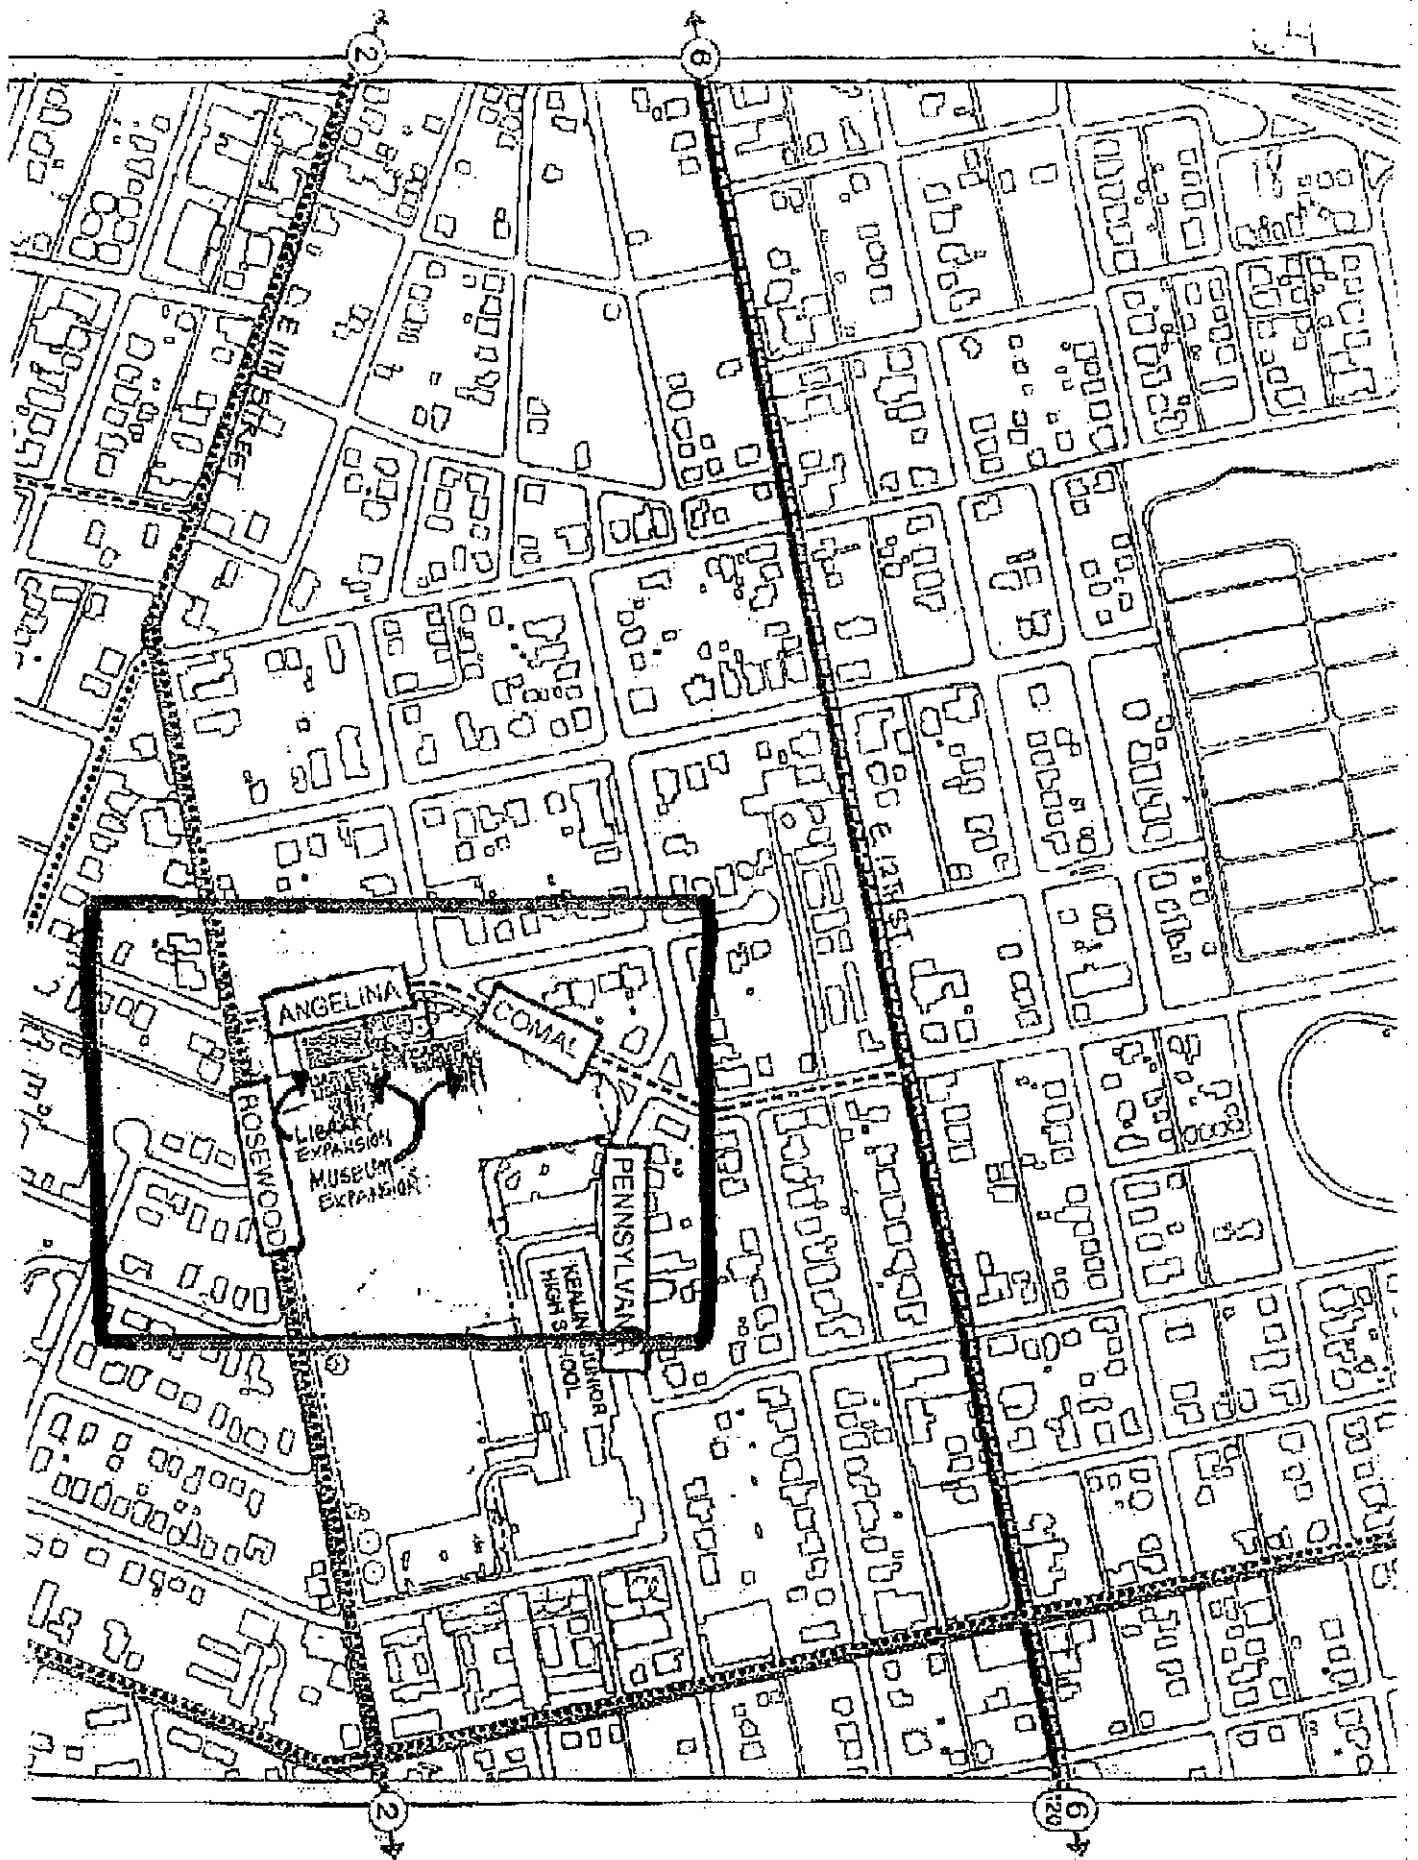 2
6
E 11TH STREET
E. 12TH ST.
ANGELINA
COMAL
ROSEWOOD
LIBRARY
EXPANSION
MUSEUM
EXPANSION
PENNSYLVANIA
KEALING JUNIOR
HIGH SCHOOL
2
6
120